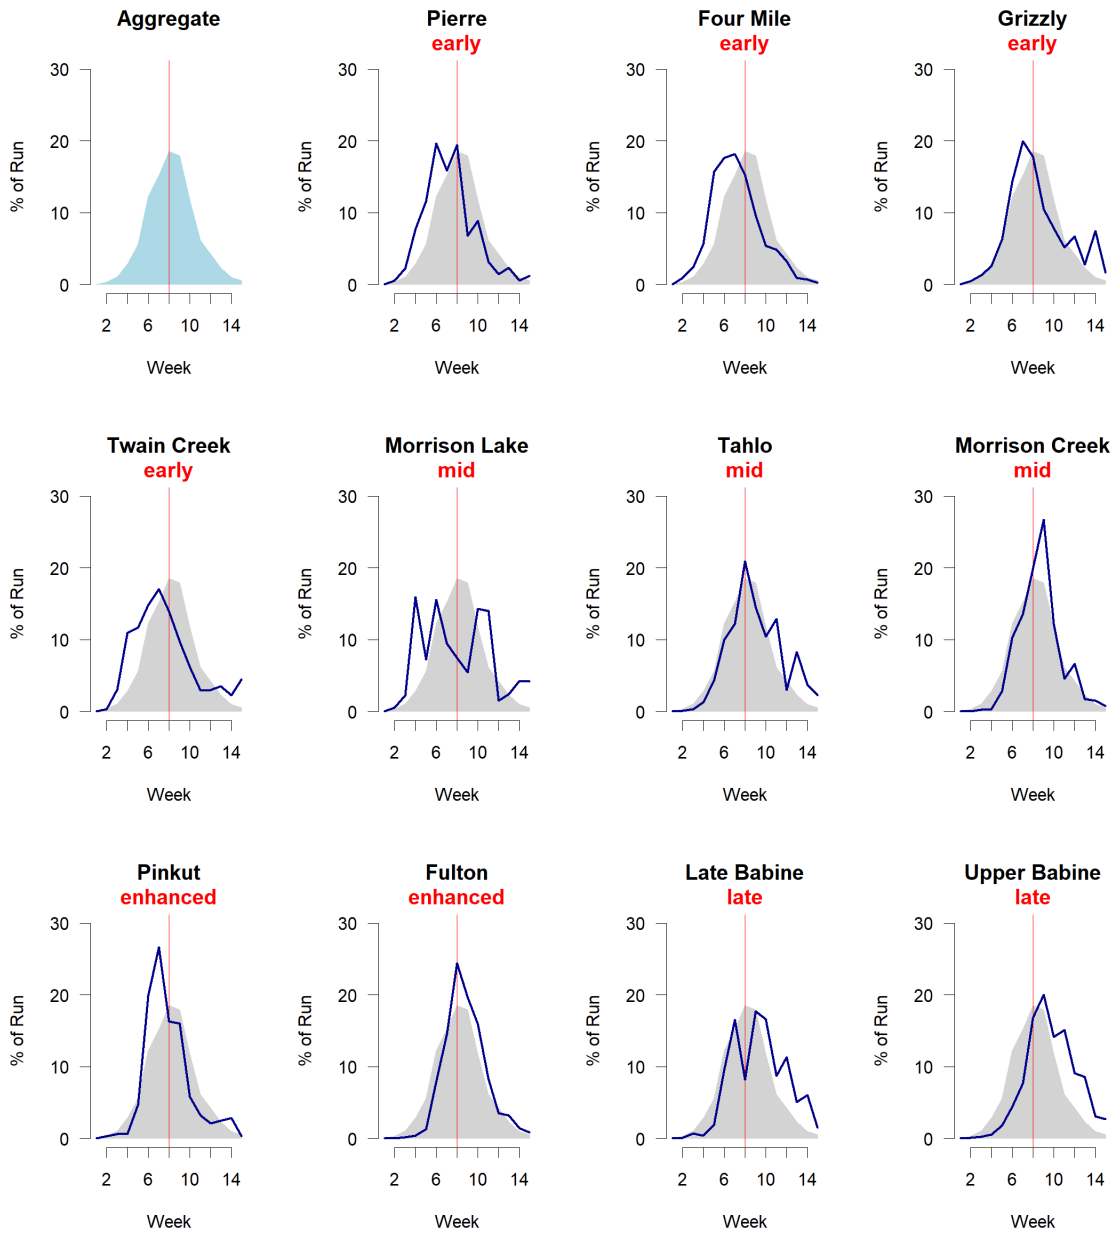 Aggregate
30
20
10
0
% of Run
2 6 10 14
Week
Pierre
early
30
20
10
0
% of Run
2 6 10 14
Week
Four Mile
early
30
20
10
0
% of Run
2 6 10 14
Week
Grizzly
early
30
20
10
0
% of Run
2 6 10 14
Week
Twain Creek
early
30
20
10
0
% of Run
2 6 10 14
Week
Morrison Lake
mid
30
20
10
0
% of Run
2 6 10 14
Week
Tahlo
mid
30
20
10
0
% of Run
2 6 10 14
Week
Morrison Creek
mid
30
20
10
0
% of Run
2 6 10 14
Week
Pinkut
enhanced
30
20
10
0
% of Run
2 6 10 14
Week
Fulton
enhanced
30
20
10
0
% of Run
2 6 10 14
Week
Late Babine
late
30
20
10
0
% of Run
2 6 10 14
Week
Upper Babine
late
30
20
10
0
% of Run
2 6 10 14
Week